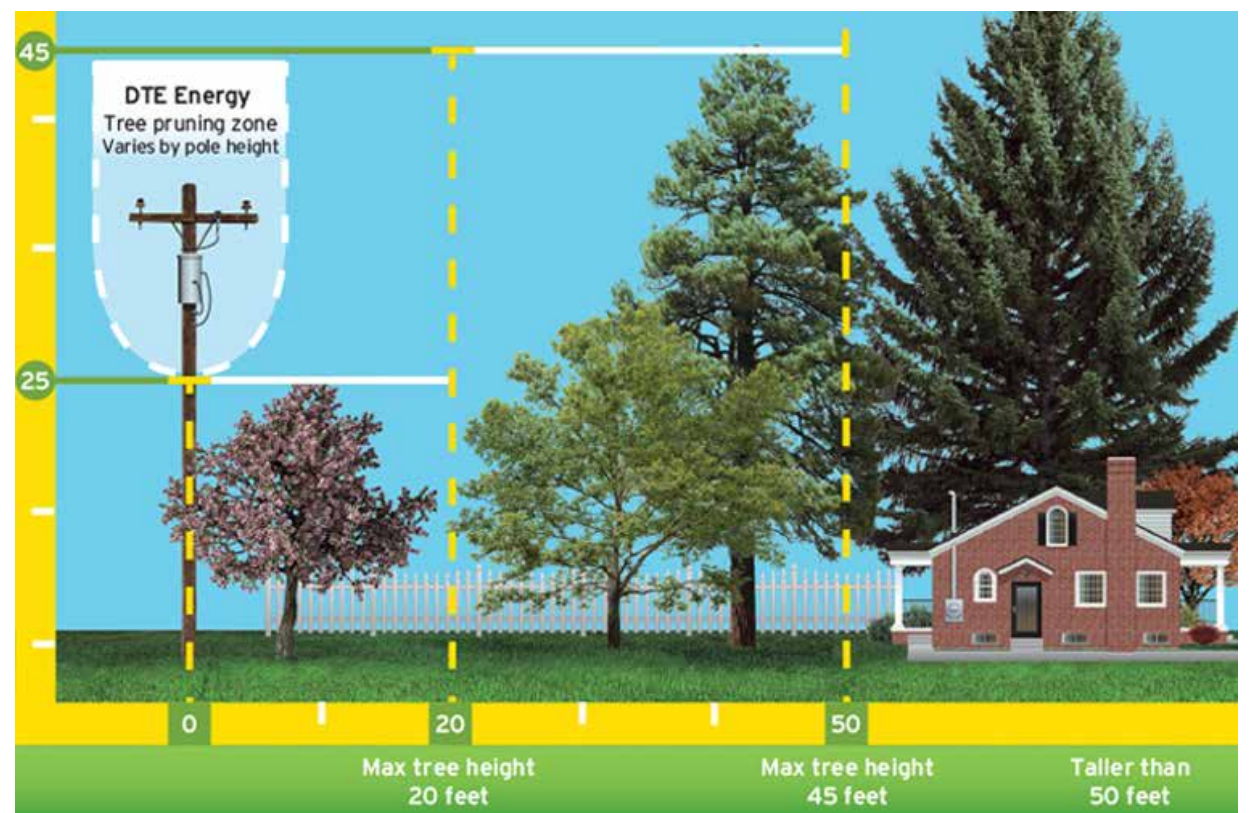 45
DTE Energy
Tree pruning zone
Varies by pole height
25
0
20
50
Max tree height
20 feet
Max tree height
45 feet
Taller than
50 feet